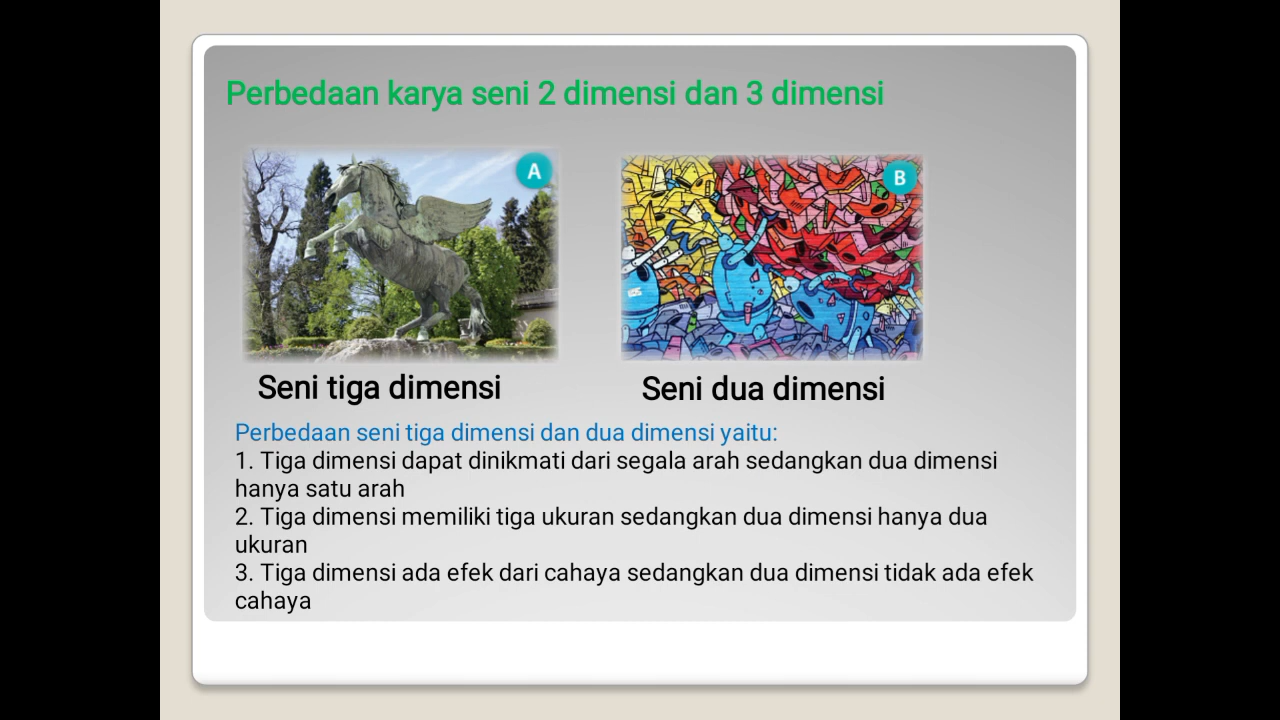 Perbedaan karya seni 2 dimensi dan 3 dimensi
A
B
Seni tiga dimensi
Seni dua dimensi
Perbedaan seni tiga dimensi dan dua dimensi yaitu:
1. Tiga dimensi dapat dinikmati dari segala arah sedangkan dua dimensi
hanya satu arah
2. Tiga dimensi memiliki tiga ukuran sedangkan dua dimensi hanya dua
ukuran
3. Tiga dimensi ada efek dari cahaya sedangkan dua dimensi tidak ada efek
cahaya